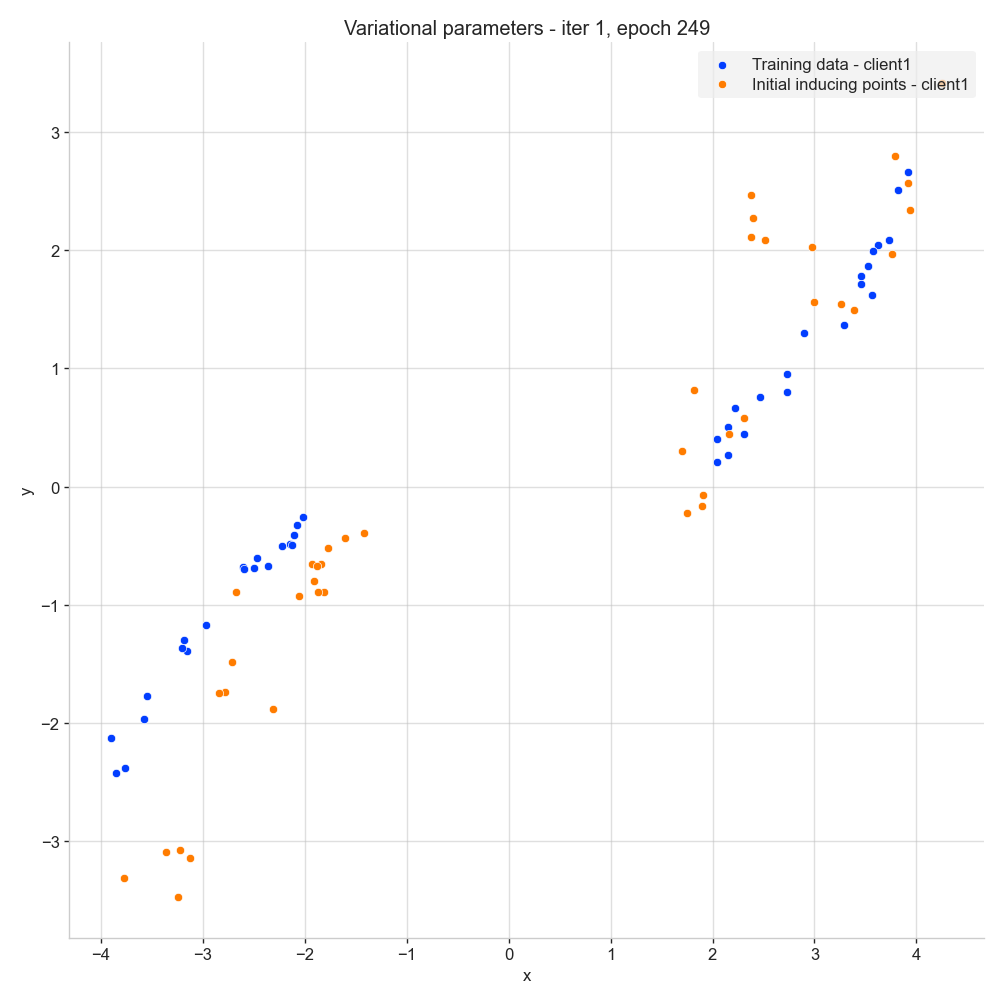 Variational parameters - iter 1, epoch 249
Training data - client1
Initial inducing points - client1
3
2
1
0
−1
−2
−3
y
−4 −3 −2 −1 0 1 2 3 4
x